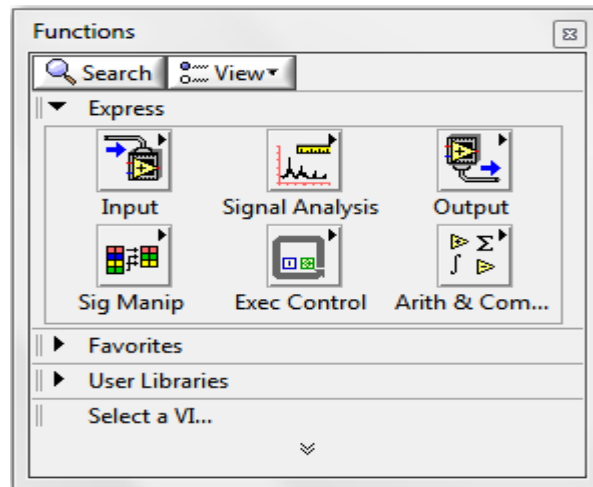 Functions
Search View
Express
Input Signal Analysis Output
Sig Manip Exec Control Arith & Com...
Favorites
User Libraries
Select a VI...